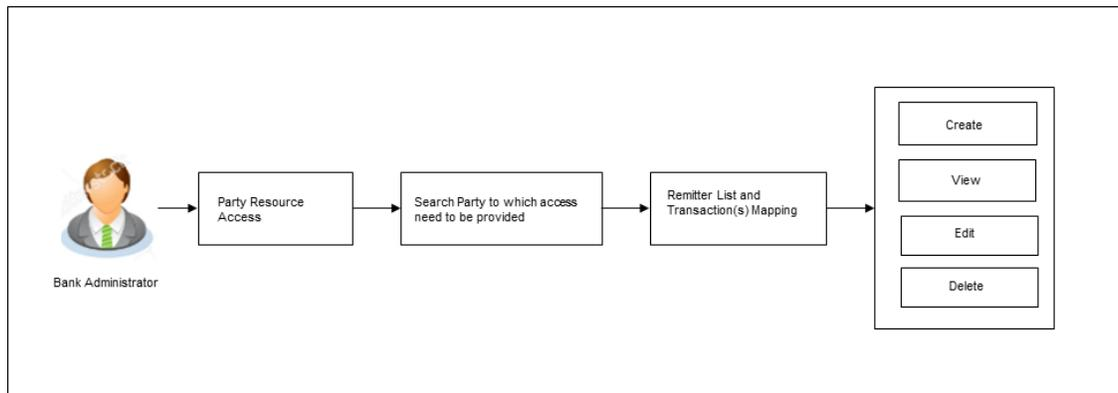 Bank Administrator
Party Resource
Access
Search Party to which access
need to be provided
Remitter List and
Transaction(s) Mapping
Create
View
Edit
Delete